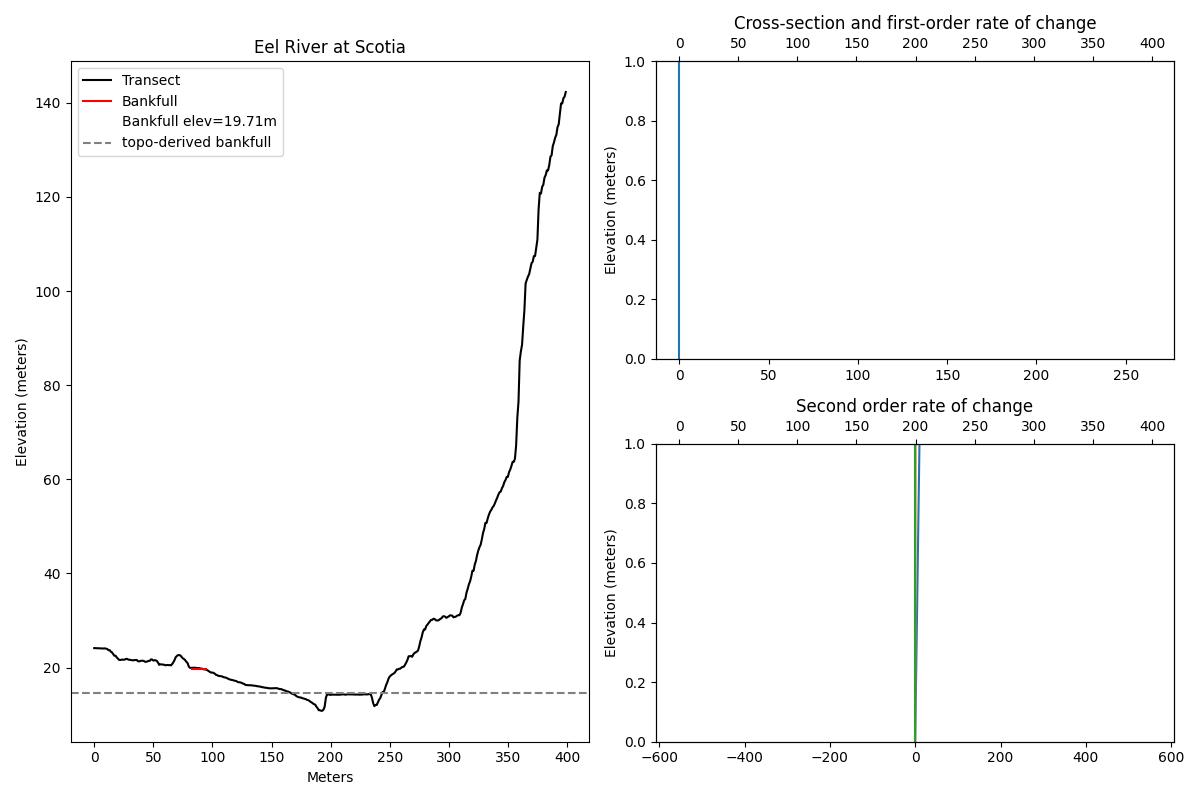 Eel River at Scotia
Transect
Bankfull
Bankfull elev=19.71m
topo-derived bankfull
140
120
100
80
60
40
20
Elevation (meters)
0 50 100 150 200 250 300 350 400
Meters
Cross-section and first-order rate of change
0 50 100 150 200 250 300 350 400
1.0
0.8
0.6
0.4
0.2
0.0
Elevation (meters)
0 50 100 150 200 250
Second order rate of change
0 50 100 150 200 250 300 350 400
1.0
0.8
0.6
0.4
0.2
0.0
Elevation (meters)
−600 −400 −200 0 200 400 600